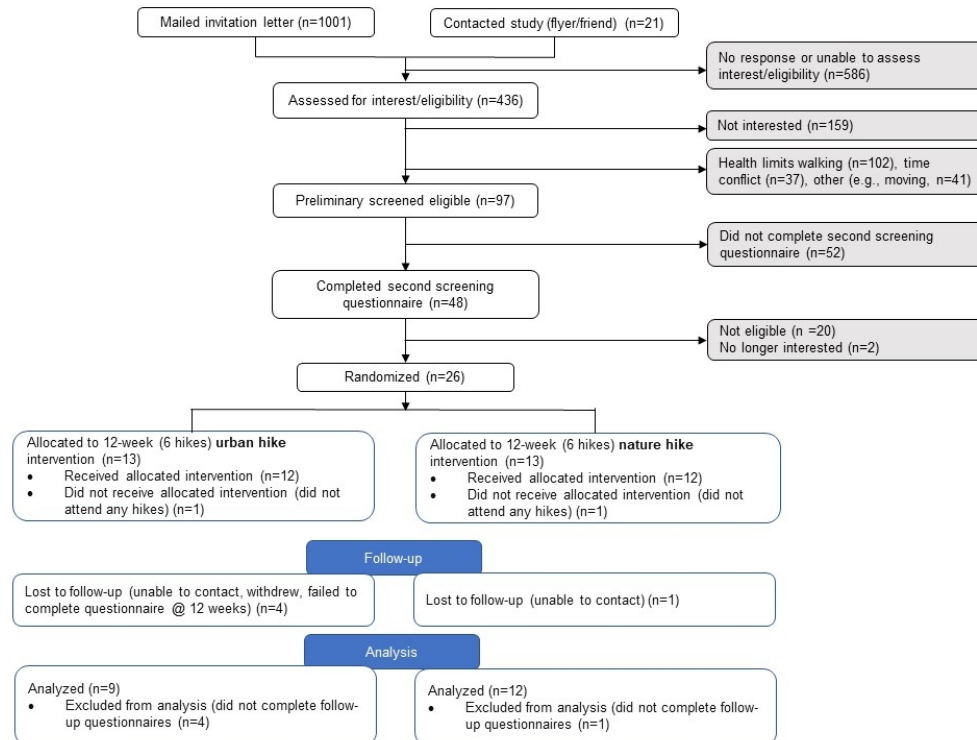 Mailed invitation letter (n=1001)
Contacted study (flyer/friend) (n=21)
No response or unable to assess
interest/eligibility (n=586)
Assessed for interest/eligibility (n=436)
Not interested (n=159)
Health limits walking (n=102), time
conflict (n=37), other (e.g., moving, n=41)
Preliminary screened eligible (n=97)
Did not complete second screening
questionnaire (n=52)
Completed second screening
questionnaire (n=48)
Not eligible (n =20)
No longer interested (n=2)
Randomized (n=26)
Allocated to 12-week (6 hikes) urban hike
intervention (n=13)
• Received allocated intervention (n=12)
• Did not receive allocated intervention (did not
attend any hikes) (n=1)
Allocated to 12-week (6 hikes) nature hike
intervention (n=13)
• Received allocated intervention (n=12)
• Did not receive allocated intervention (did not
attend any hikes) (n=1)
Follow-up
Lost to follow-up (unable to contact, withdrew, failed to
complete questionnaire @ 12 weeks) (n=4)
Lost to follow-up (unable to contact) (n=1)
Analysis
Analyzed (n=9)
• Excluded from analysis (did not complete follow-
up questionnaires (n=4)
Analyzed (n=12)
• Excluded from analysis (did not complete follow-
up questionnaires (n=1)